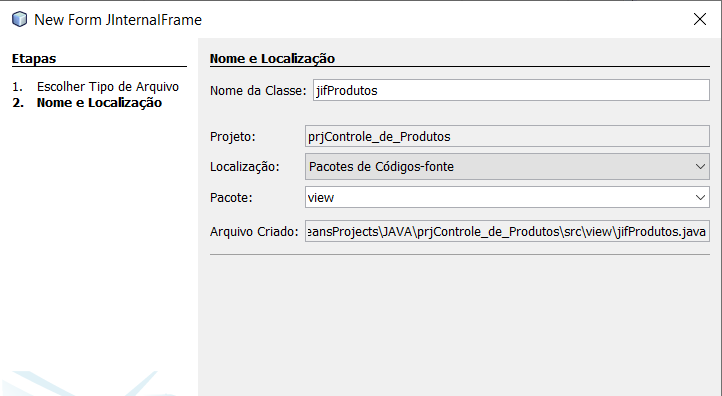 New Form JInternalFrame
Etapas
1. Escolher Tipo de Arquivo
2. Nome e Localização
Nome e Localização
Nome da Classe: jifProdutos
Projeto: prjControle_de_Produtos
Localização: Pacotes de Códigos-fonte
Pacote: view
Arquivo Criado: eansProjects\JAVA\prjControle_de_Produtos\src\view\jifProdutos.java